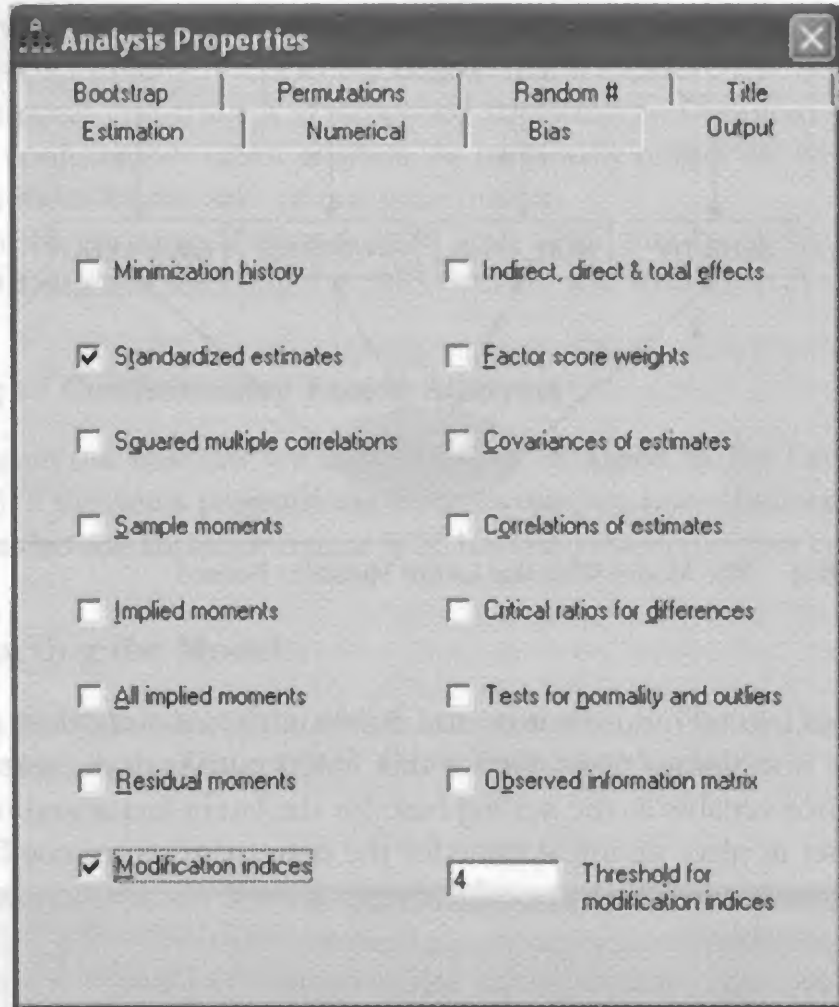 Analysis Properties
Bootstrap Permutations Random # Title
Estimation Numerical Bias Output
Minimization history
Indirect, direct & total effects
Standardized estimates
Factor score weights
Squared multiple correlations
Covariances of estimates
Sample moments
Correlations of estimates
Implied moments
Critical ratios for differences
All implied moments
Tests for normality and outliers
Residual moments
Observed information matrix
Modification indices
4
Threshold for
modification indices